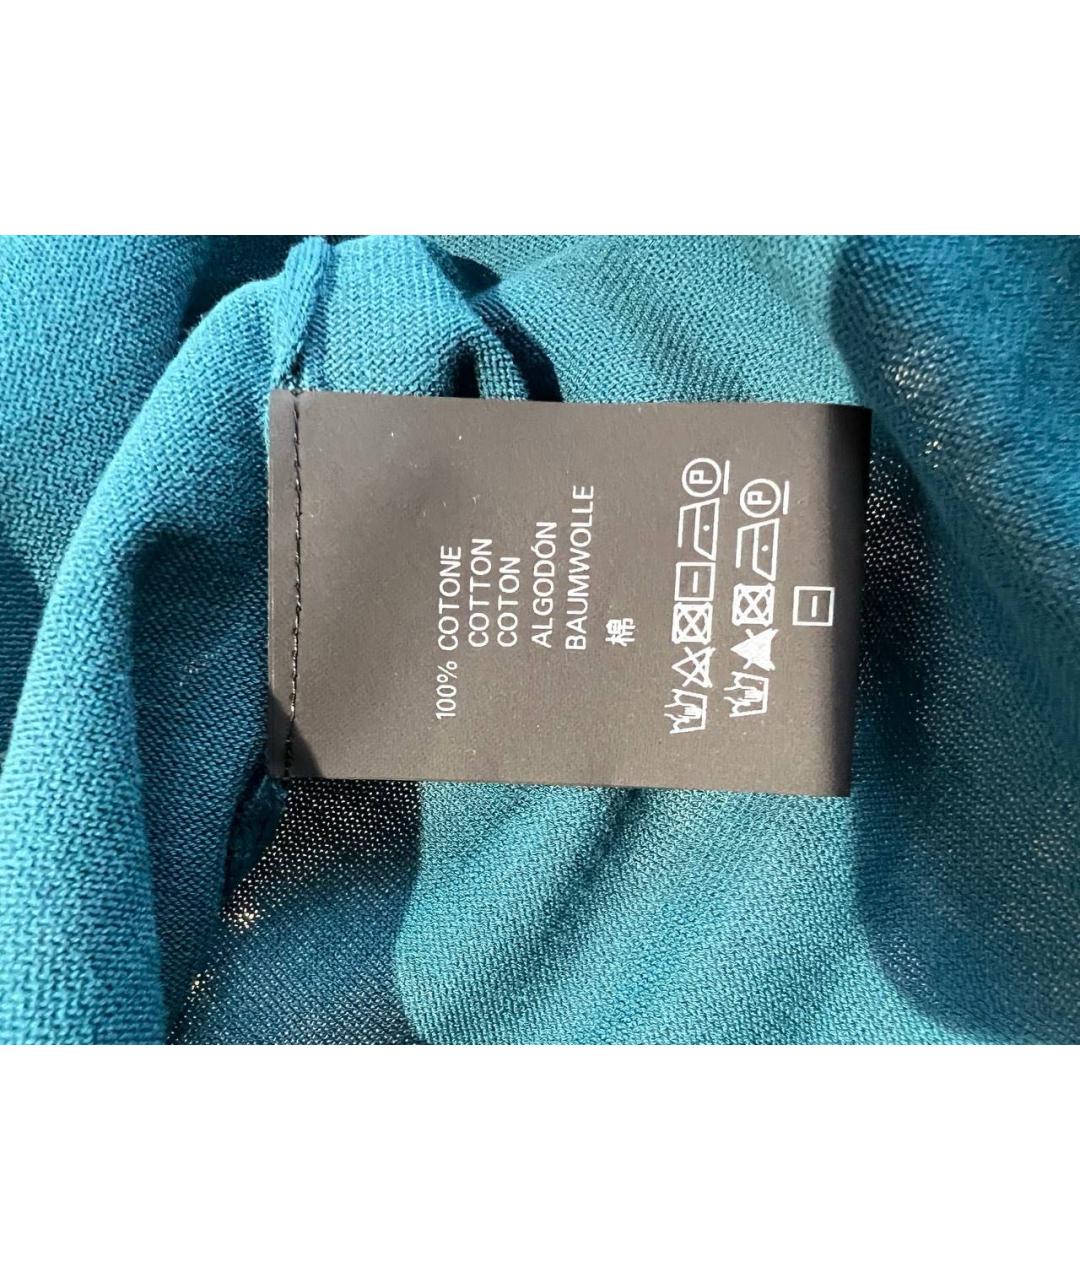 100% COTONE
COTTON
COTON
ALGODÓN
BAUMWOLLE
棉
P
P